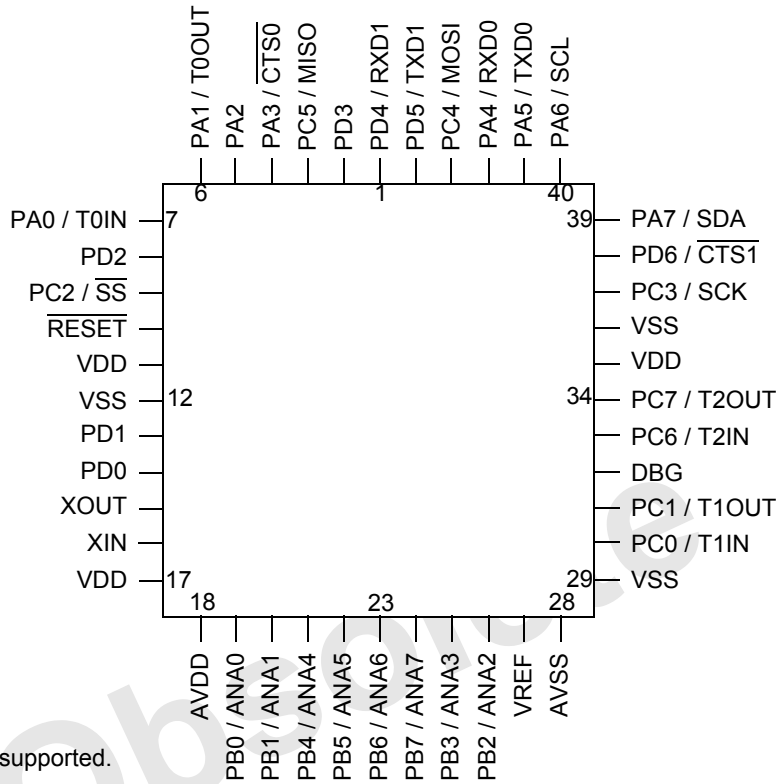 PA1 / T0OUT
PA2
PA3 / CTS0
PC5 / MISO
PD3
PD4 / RXD1
PD5 / TXD1
PC4 / MOSI
PA4 / RXD0
PA5 / TXD0
PA6 / SCL
6
1
40
PA0 / T0IN
7
PD2
PC2 / SS
RESET
VDD
VSS
12
PD1
PD0
XOUT
XIN
VDD
17
39
PA7 / SDA
PD6 / CTS1
PC3 / SCK
VSS
VDD
34
PC7 / T2OUT
PC6 / T2IN
DBG
PC1 / T1OUT
PC0 / T1IN
29
VSS
18
23
28
AVDD
PB0 / ANA0
PB1 / ANA1
PB4 / ANA4
PB5 / ANA5
PB6 / ANA6
PB7 / ANA7
PB3 / ANA3
PB2 / ANA2
VREF
AVSS
supported.
Obsolete